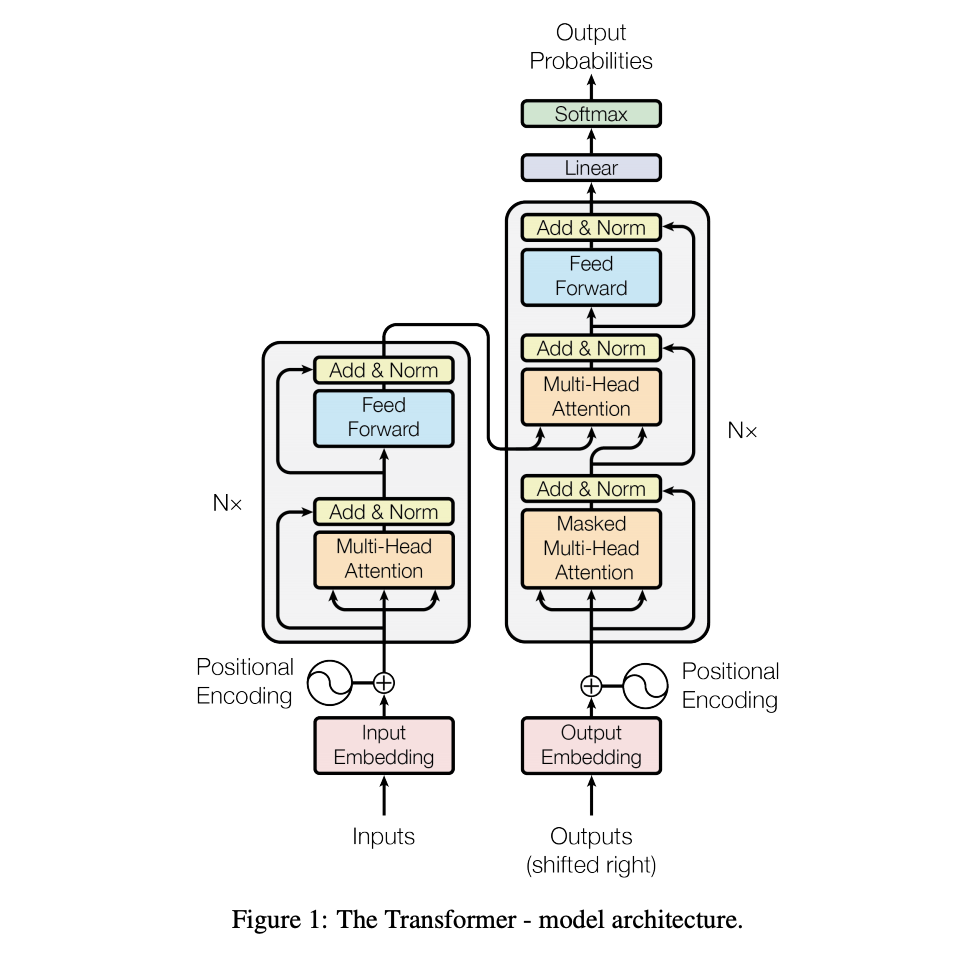 Output
Probabilities
Softmax
Linear
Add & Norm
Feed
Forward
Add & Norm
Multi-Head
Attention
Nx
Add & Norm
Masked
Multi-Head
Attention
Add & Norm
Feed
Forward
Nx
Add & Norm
Multi-Head
Attention
Positional
Encoding
Positional
Encoding
Input
Embedding
Output
Embedding
Inputs
Outputs
(shifted right)
Figure 1: The Transformer - model architecture.